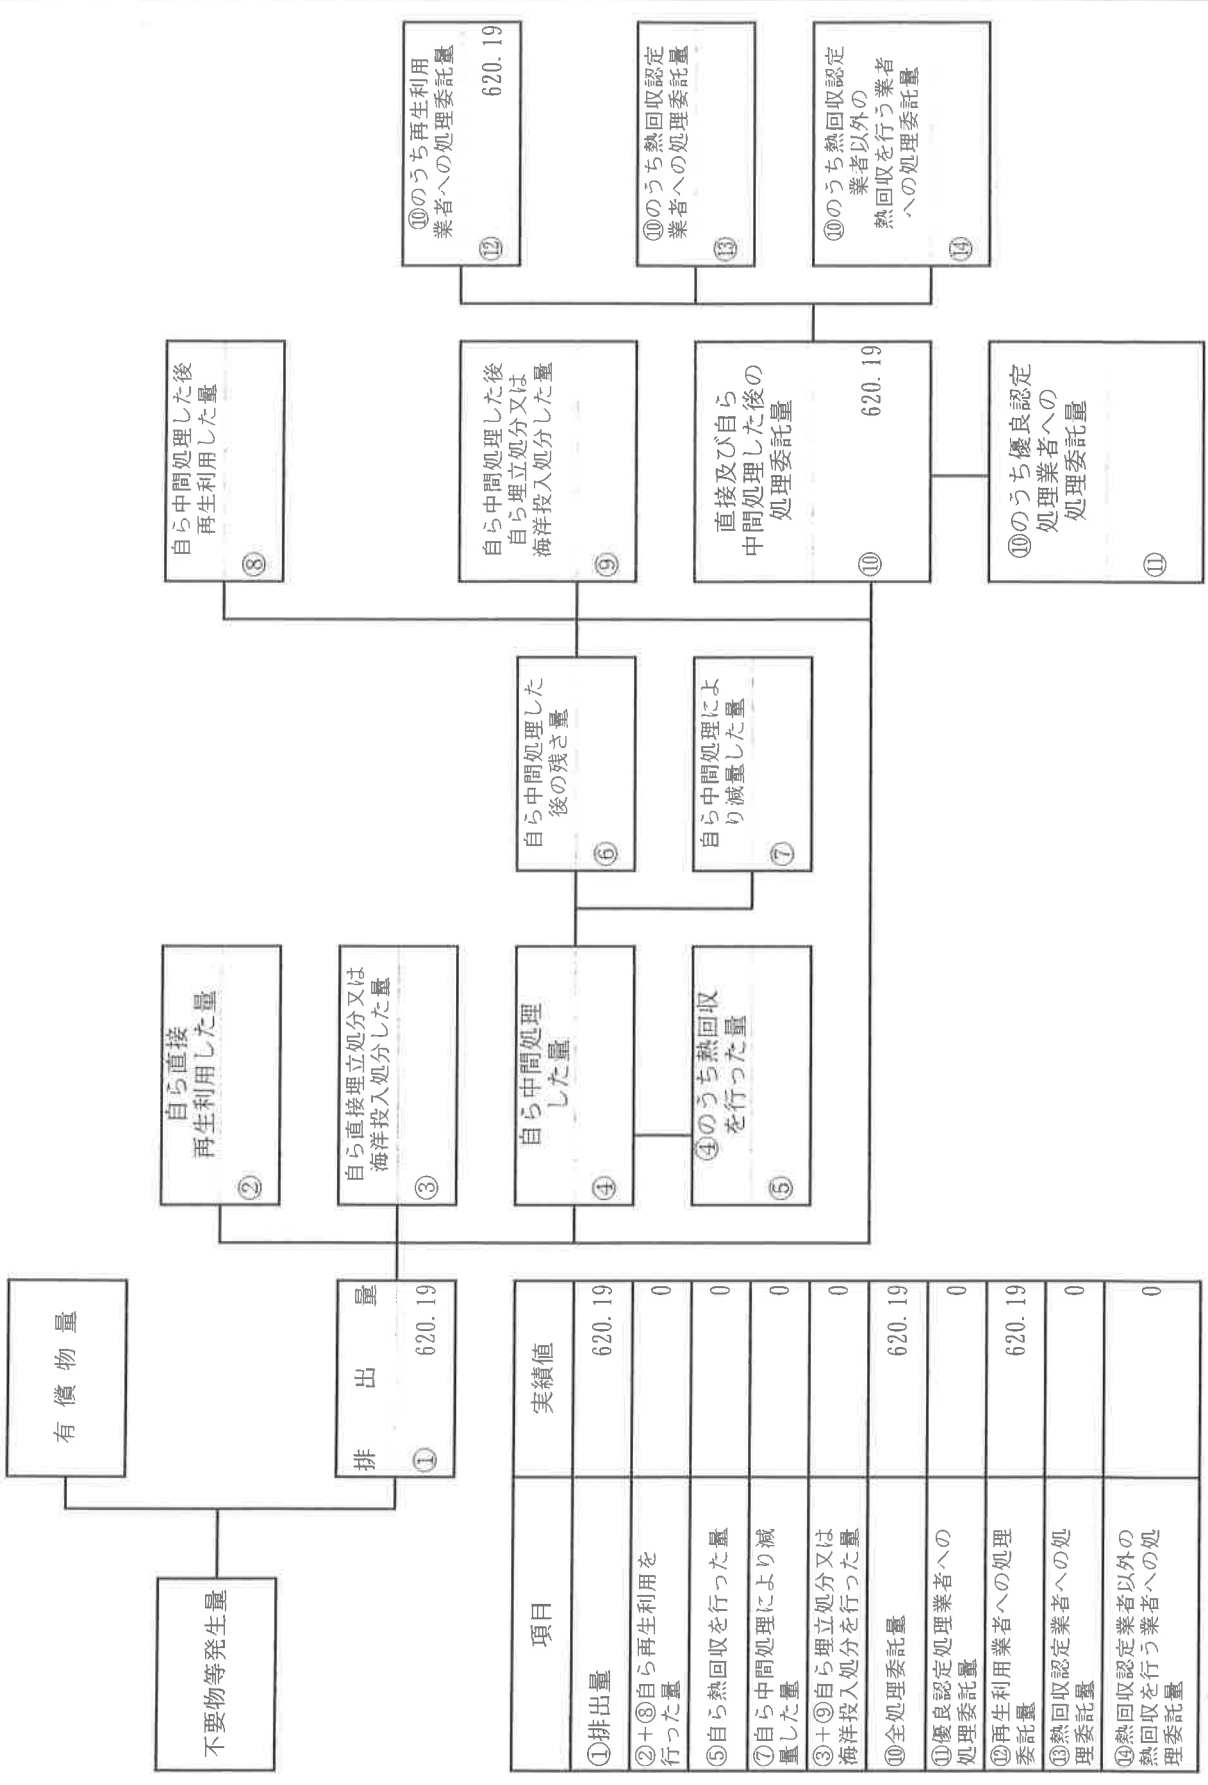 不要物等発生量
有償物量
排出量
① 620.19
自ら直接
再生利用した量
②
自ら直接埋立処分又は
海洋投入処分した量
③
自ら中間処理
した量
④
④のうち熱回収
を行った量
⑤
自ら中間処理した
後の残さ量
⑥
自ら中間処理によ
り減量した量
⑦
自ら中間処理した後
再生利用した量
⑧
自ら中間処理した後
自ら埋立処分又は
海洋投入処分した量
⑨
直接及び自ら
中間処理した後の
処理委託量
⑩ 620.19
⑩のうち優良認定
処理業者への
処理委託量
⑪
⑩のうち再生利用
業者への処理委託量
⑫ 620.19
⑩のうち熱回収認定
業者への処理委託量
⑬
⑩のうち熱回収認定
業者以外の
熱回収を行う業者
への処理委託量
⑭
項目 実績値
①排出量 620.19
②+⑧自ら再生利用を
行った量 0
⑤自ら熱回収を行った量 0
⑦自ら中間処理により減
量した量 0
③+⑨自ら埋立処分又は
海洋投入処分を行った量 0
⑩全処理委託量 620.19
⑪優良認定処理業者への
処理委託量 0
⑫再生利用業者への処理
委託量 620.19
⑬熱回収認定業者への処
理委託量 0
⑭熱回収認定業者以外の
熱回収を行う業者への処
理委託量 0